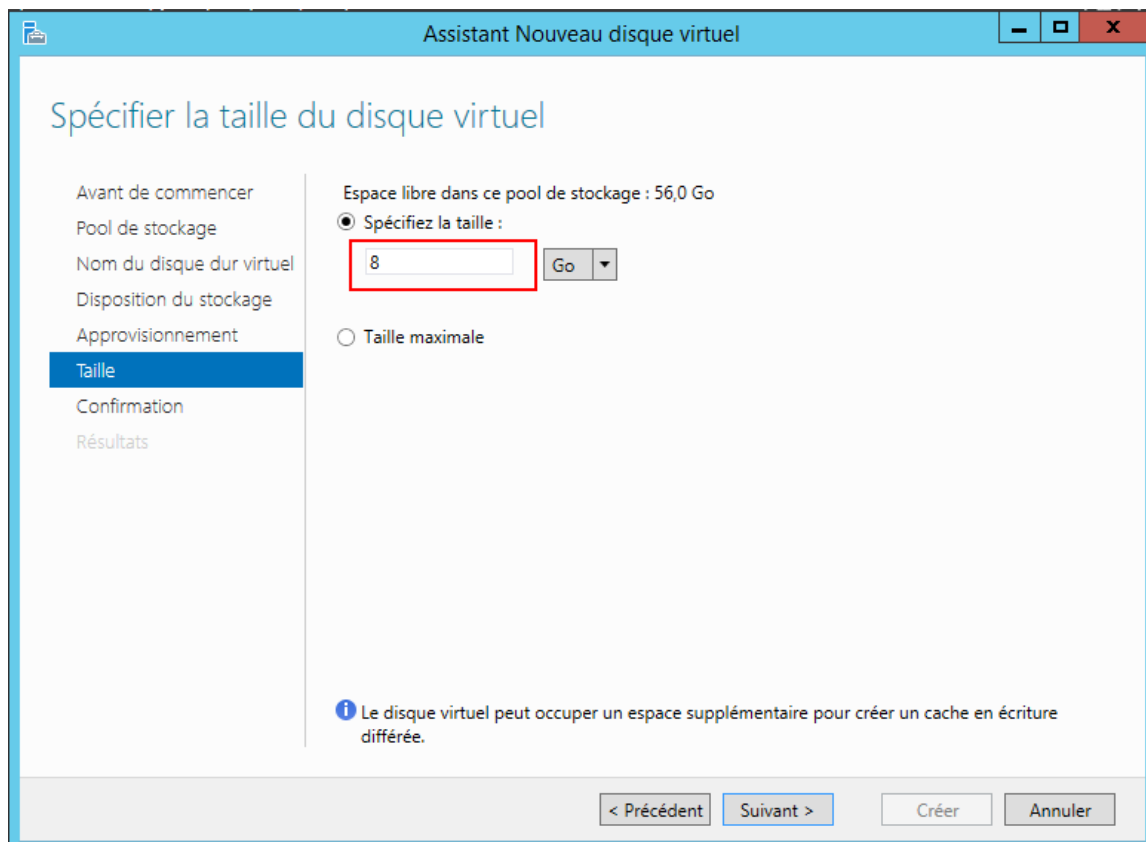 Assistant Nouveau disque virtuel
Spécifier la taille du disque virtuel
Avant de commencer
Pool de stockage
Nom du disque dur virtuel
Disposition du stockage
Approvisionnement
Taille
Confirmation
Résultats
Espace libre dans ce pool de stockage : 56,0 Go
Spécifiez la taille :
8
Go
Taille maximale
Le disque virtuel peut occuper un espace supplémentaire pour créer un cache en écriture
différée.
< Précédent
Suivant >
Créer
Annuler